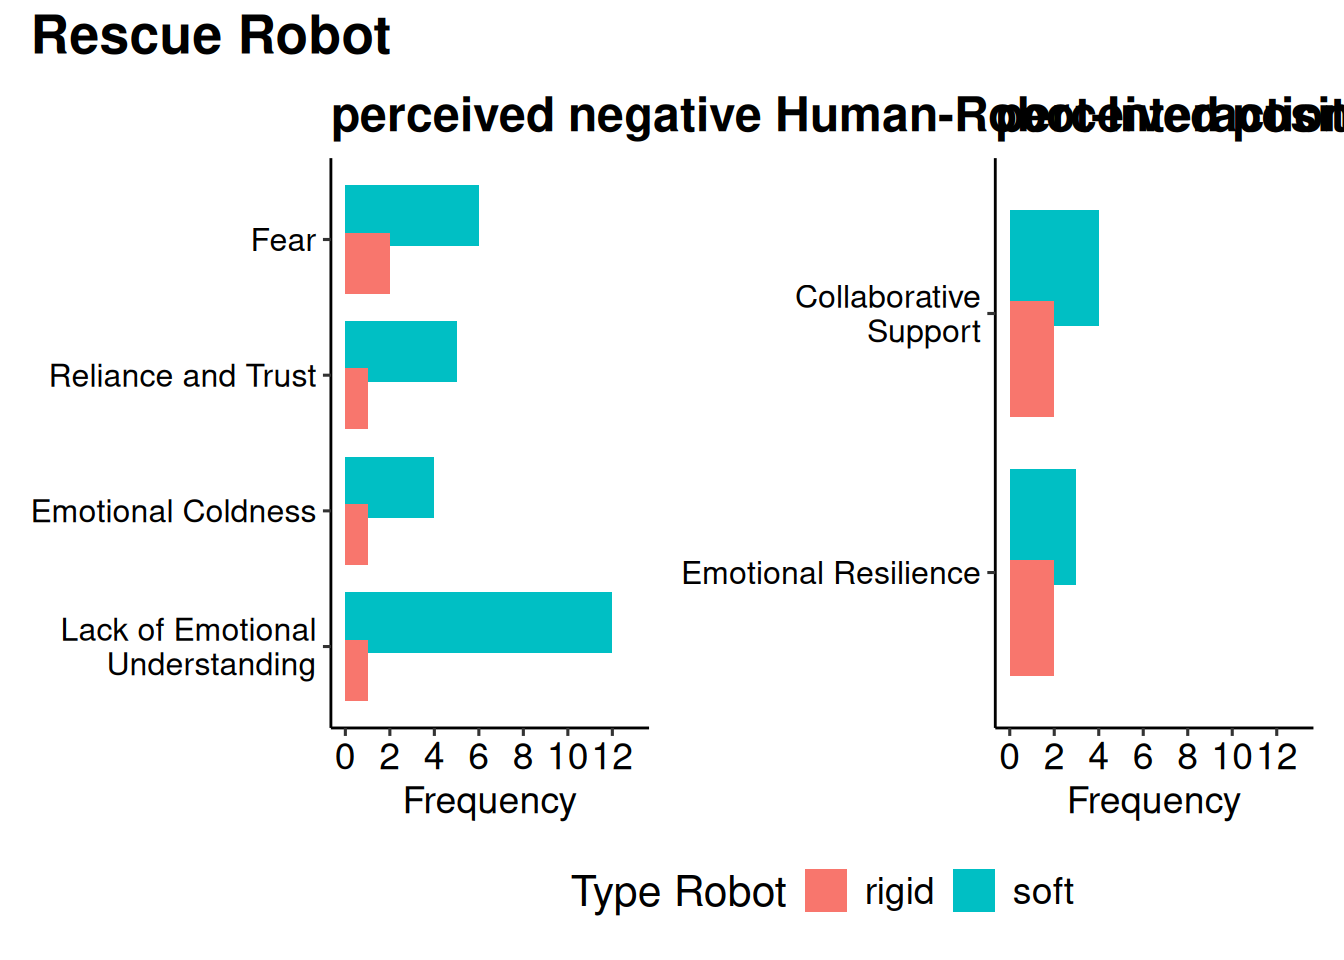 Rescue Robot
perceived negative Human-Robot-Interaction
perceived
Fear
Reliance and Trust
Emotional Coldness
Lack of Emotional
Understanding
0 2 4 6 8 10 12
Frequency
Collaborative
Support
Emotional Resilience
0 2 4 6 8 10 12
Frequency
Type Robot rigid soft